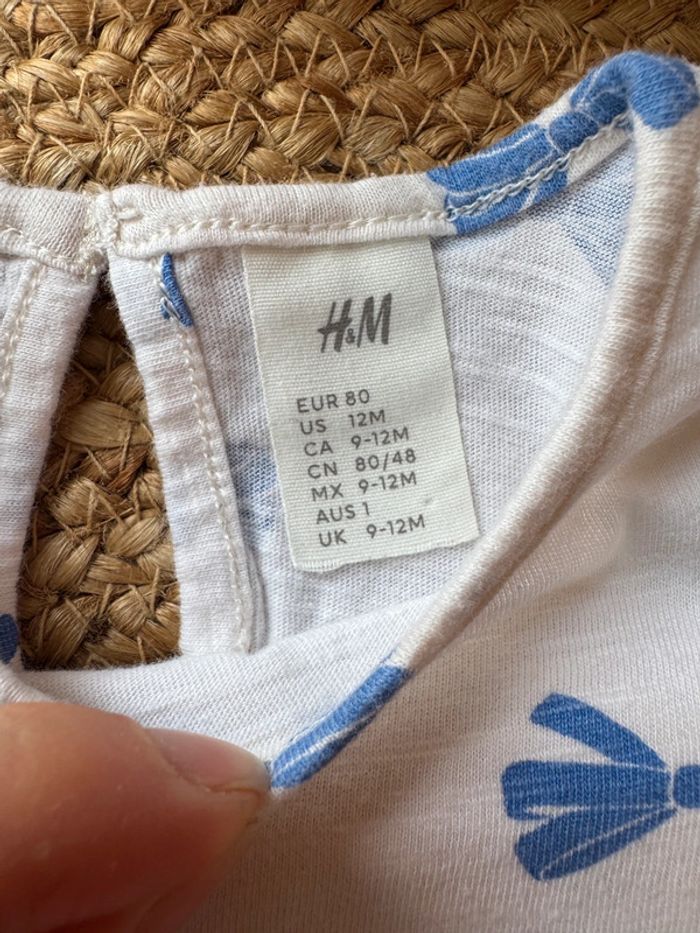 H&M
EUR 80
US 12M
CA 9-12M
CN 80/48
MX 9-12M
AUS 1
UK 9-12M